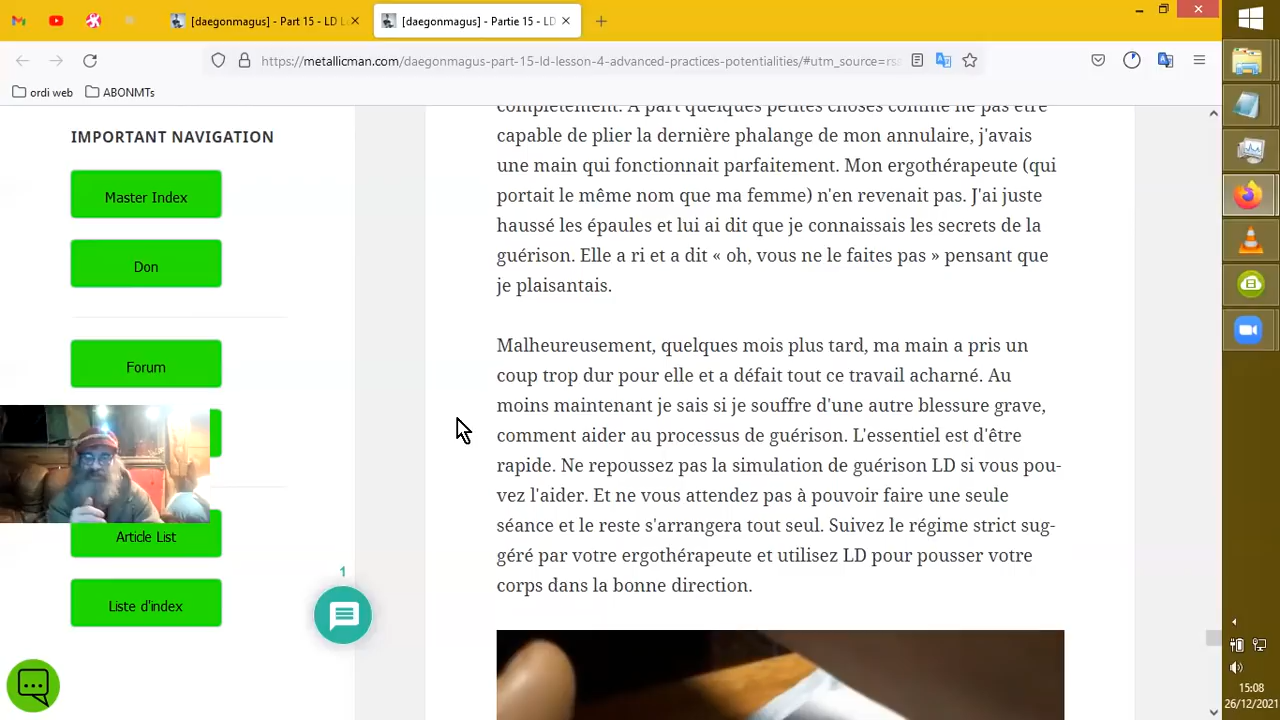 [daegonmagus] - Part 15 - LD L
[daegonmagus] - Partie 15 - LD
https://metallicman.com/daegonmagus-part-15-ld-lesson-4-advanced-practices-potentialities/#utm_source=rs
ordi web
ABONMTs
IMPORTANT NAVIGATION
Master Index
Don
Forum
Article List
Liste d'index
1
complètement. À part quelques petites choses comme ne pas être
capable de plier la dernière phalange de mon annulaire, j'avais
une main qui fonctionnait parfaitement. Mon ergothérapeute (qui
portait le même nom que ma femme) n'en revenait pas. J'ai juste
haussé les épaules et lui ai dit que je connaissais les secrets de la
guérison. Elle a ri et a dit « oh, vous ne le faites pas » pensant que
je plaisantais.
Malheureusement, quelques mois plus tard, ma main a pris un
coup trop dur pour elle et a défait tout ce travail acharné. Au
moins maintenant je sais si je souffre d'une autre blessure grave,
comment aider au processus de guérison. L'essentiel est d'être
rapide. Ne repoussez pas la simulation de guérison LD si vous pou-
vez l'aider. Et ne vous attendez pas à pouvoir faire une seule
séance et le reste s'arrangera tout seul. Suivez le régime strict sug-
géré par votre ergothérapeute et utilisez LD pour pousser votre
corps dans la bonne direction.
15:08
26/12/2021